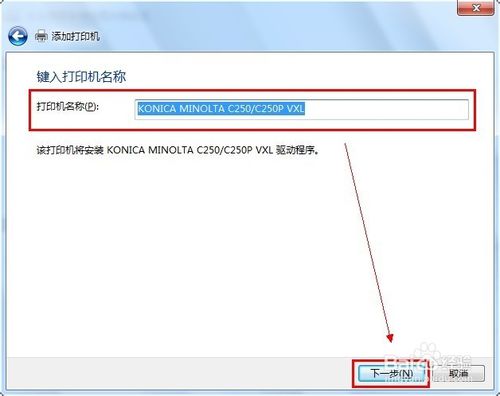 添加打印机
键入打印机名称
打印机名称(P):
KONICA MINOLTA C250/C250P VXL
该打印机将安装 KONICA MINOLTA C250/C250P VXL 驱动程序。
下一步(N)
取消